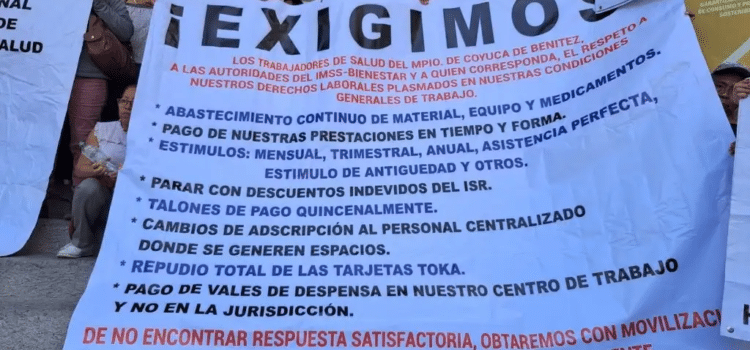 NAL
DE
SALUD
¡EXIGIMOS
LOS TRABAJADORES DE SALUD DEL MPIO. DE COYUCA DE BENITEZ.
A LAS AUTORIDADES DEL IMSS-BIENESTAR Y A QUIEN CORRESPONDA, EL RESPETO A
NUESTROS DERECHOS LABORALES PLASMADOS EN NUESTRAS CONDICIONES
GENERALES DE TRABAJO.
* ABASTECIMIENTO CONTINUO DE MATERIAL, EQUIPO Y MEDICAMENTOS.
* PAGO DE NUESTRAS PRESTACIONES EN TIEMPO Y FORMA.
* ESTIMULOS: MENSUAL, TRIMESTRAL, ANUAL, ASISTENCIA PERFECTA,
ESTIMULO DE ANTIGUEDAD Y OTROS.
* PARAR CON DESCUENTOS INDEVIDOS DEL ISR.
* TALONES DE PAGO QUINCENALMENTE.
* CAMBIOS DE ADSCRIPCIÓN AL PERSONAL CENTRALIZADO
DONDE SE GENEREN ESPACIOS.
* REPUDIO TOTAL DE LAS TARJETAS TOKA.
* PAGO DE VALES DE DESPENSA EN NUESTRO CENTRO DE TRABAJO
Y NO EN LA JURISDICCIÓN.
DE NO ENCONTRAR RESPUESTA SATISFACTORIA, OBTAREMOS CON MOVILIZAC